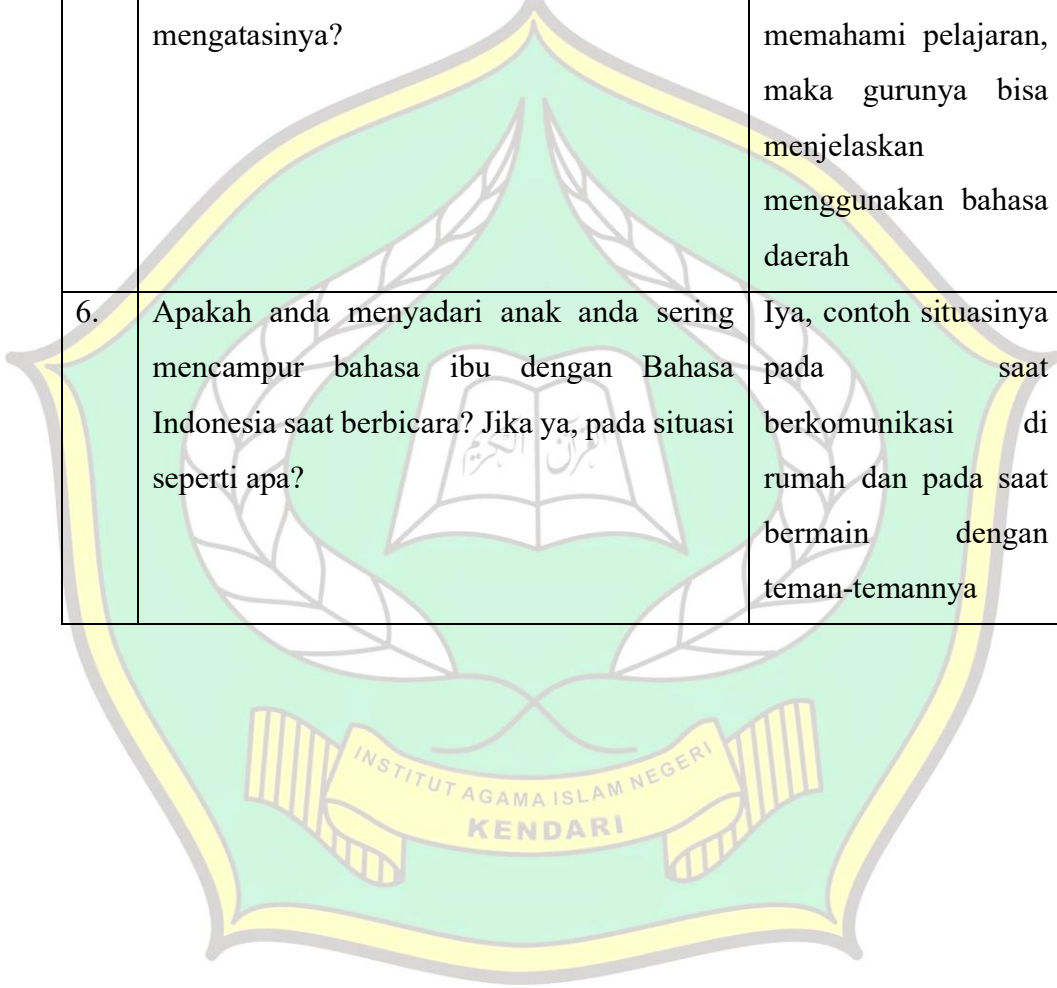 mengatasinya?
memahami pelajaran,
maka gurunya bisa
menjelaskan
menggunakan bahasa
daerah
6.
Apakah anda menyadari anak anda sering
mencampur bahasa ibu dengan Bahasa
Indonesia saat berbicara? Jika ya, pada situasi
seperti apa?
Iya, contoh situasinya
pada saat
berkomunikasi di
rumah dan pada saat
bermain dengan
teman-temannya
القرآن الكريم
INSTITUT AGAMA ISLAM NEGERI
KENDARI